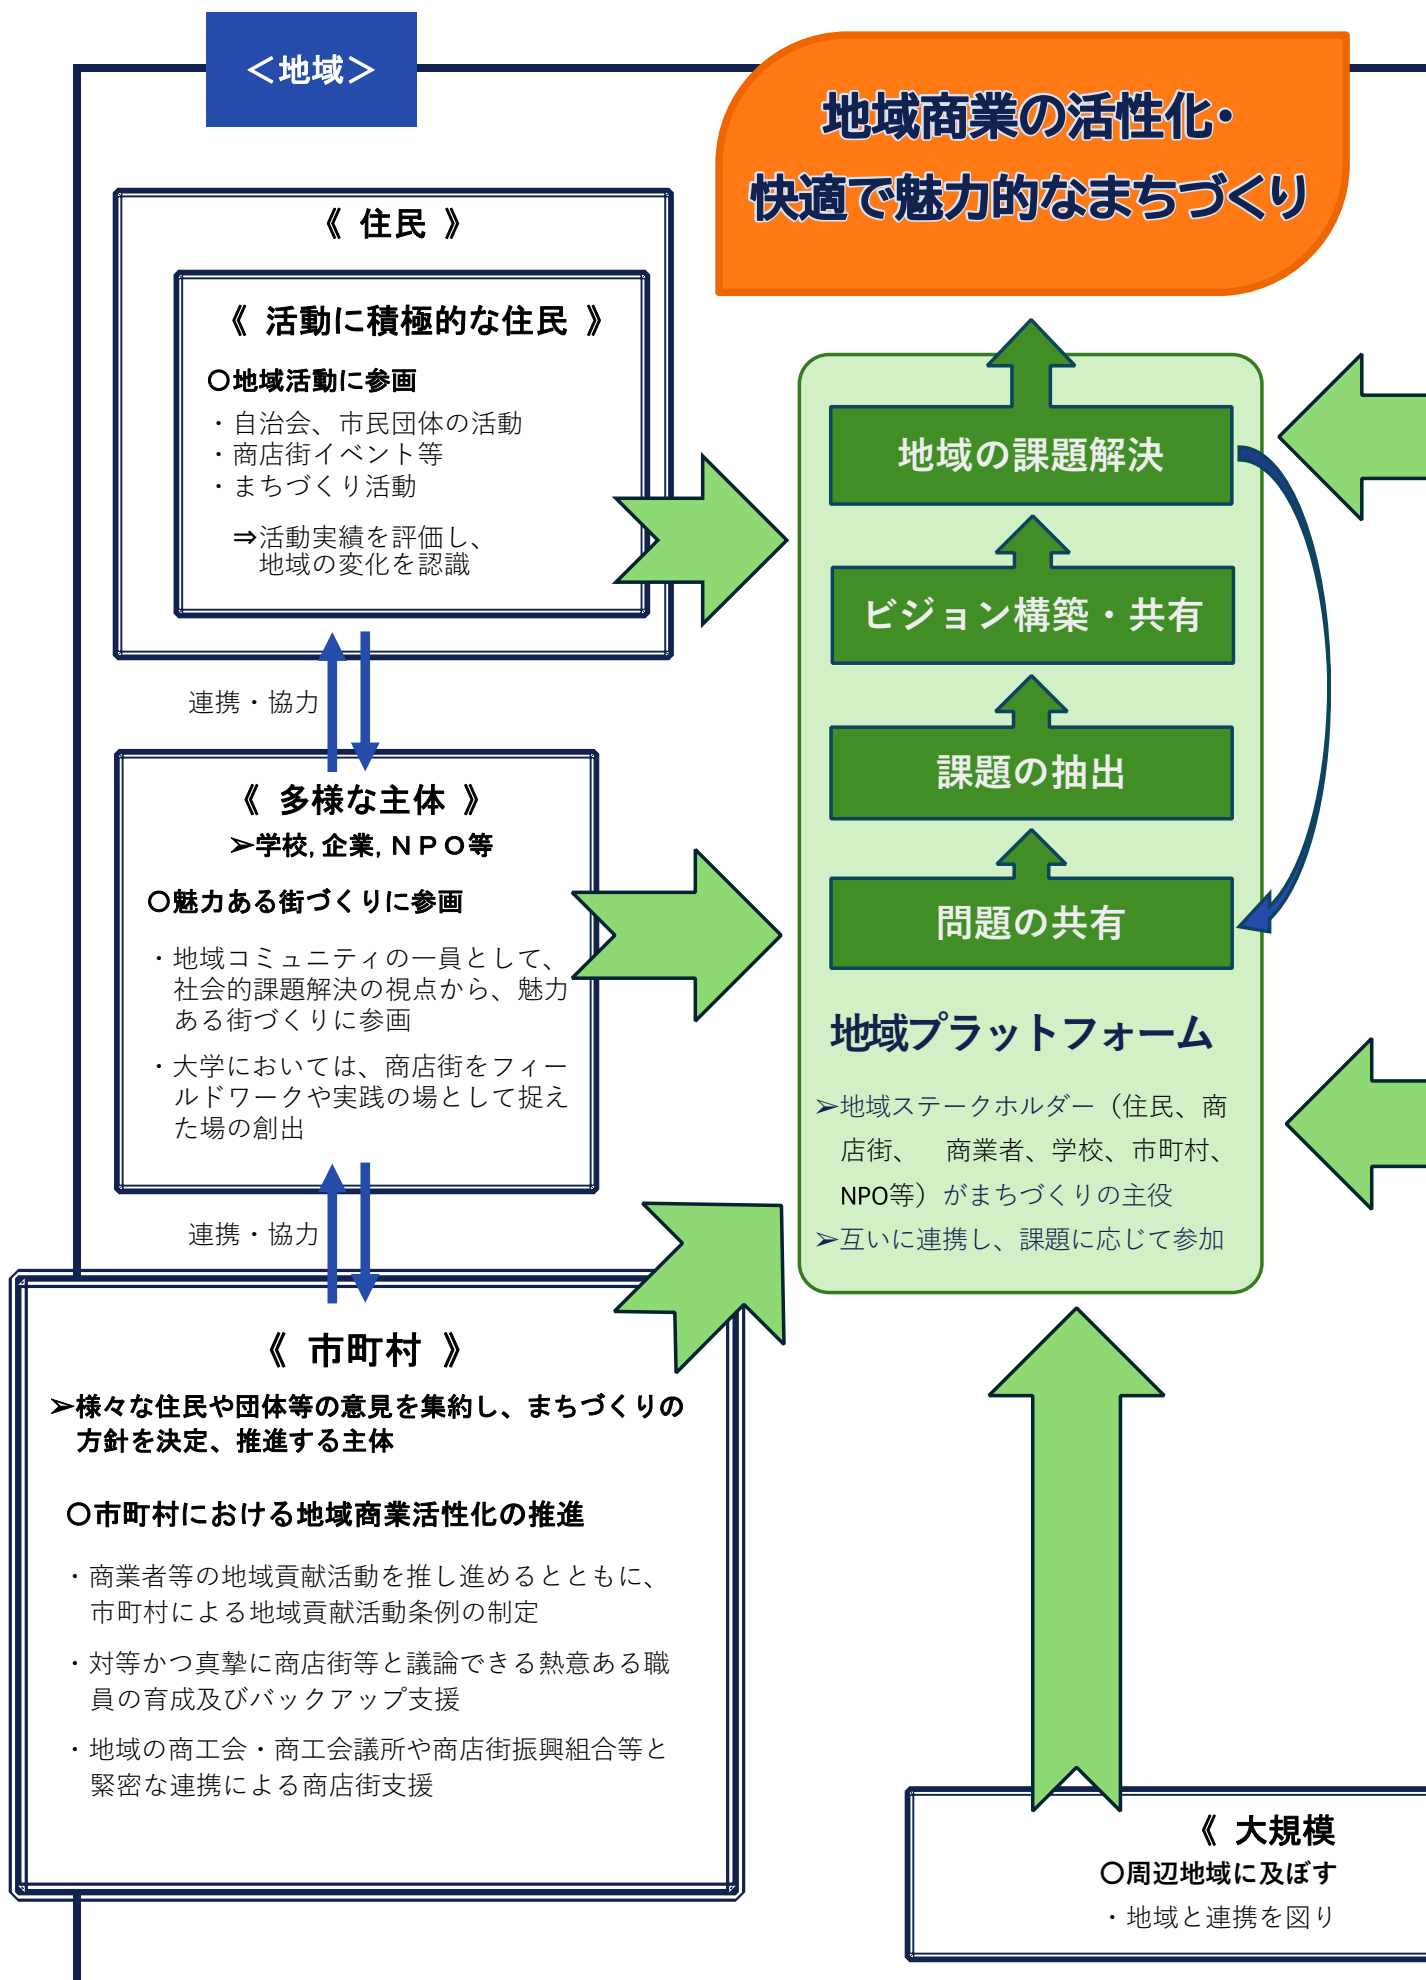 ＜地域＞
地域商業の活性化・
快適で魅力的なまちづくり
《 住民 》
《 活動に積極的な住民 》
〇地域活動に参画
・自治会、市民団体の活動
・商店街イベント等
・まちづくり活動
⇒活動実績を評価し、
地域の変化を認識
連携・協力
《 多様な主体 》
➢学校，企業，ＮＰＯ等
〇魅力ある街づくりに参画
・地域コミュニティの一員として、
社会的課題解決の視点から、魅力
ある街づくりに参画
・大学においては、商店街をフィー
ルドワークや実践の場として捉え
た場の創出
連携・協力
《 市町村 》
➢様々な住民や団体等の意見を集約し、まちづくりの
方針を決定、推進する主体
〇市町村における地域商業活性化の推進
・商業者等の地域貢献活動を推し進めるとともに、
市町村による地域貢献活動条例の制定
・対等かつ真摯に商店街等と議論できる熱意ある職
員の育成及びバックアップ支援
・地域の商工会・商工会議所や商店街振興組合等と
緊密な連携による商店街支援
地域の課題解決
ビジョン構築・共有
課題の抽出
問題の共有
地域プラットフォーム
➢地域ステークホルダー（住民、商
店街、　商業者、学校、市町村、
NPO等）がまちづくりの主役
➢互いに連携し、課題に応じて参加
《 大規模
〇周辺地域に及ぼす
・地域と連携を図り